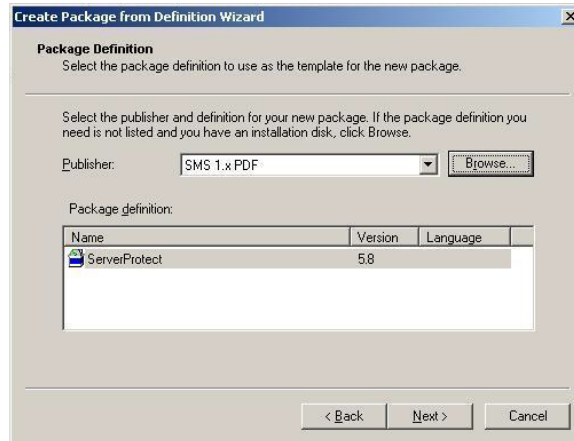 Create Package from Definition Wizard
Package Definition
Select the package definition to use as the template for the new package.
Select the publisher and definition for your new package. If the package definition you
need is not listed and you have an installation disk, click Browse.
Publisher:
SMS 1.x PDF
Browse...
Package definition:
Name Version Language
ServerProtect 5.8
< Back Next > Cancel